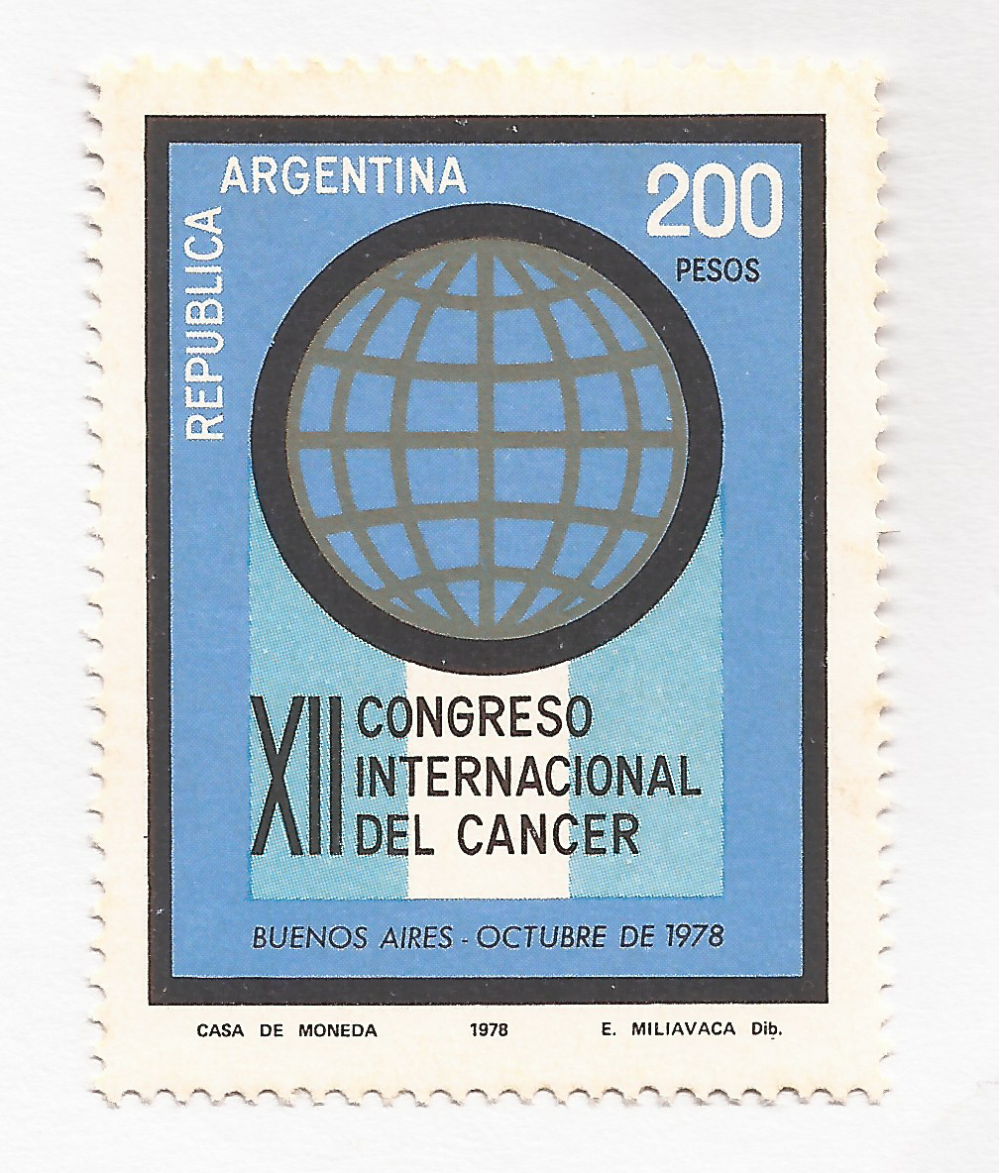 REPUBLICA
ARGENTINA
200
PESOS
XII
CONGRESO
INTERNACIONAL
DEL CANCER
BUENOS AIRES - OCTUBRE DE 1978
CASA DE MONEDA 1978 E. MILIAVACA Dib.